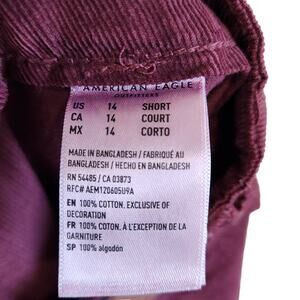 AMERICAN EAGLE
OUTFITTERS
US 14 SHORT
CA 14 COURT
MX 14 CORTO
MADE IN BANGLADESH / FABRIQUÉ AU
BANGLADESH / HECHO EN BANGLADESH
RN 54485 / CA 03873
RFC# AEM120605U9A
EN 100% COTTON. EXCLUSIVE OF
DECORATION
FR 100% COTON. À L'EXCEPTION DE LA
GARNITURE
SP 100% algodón